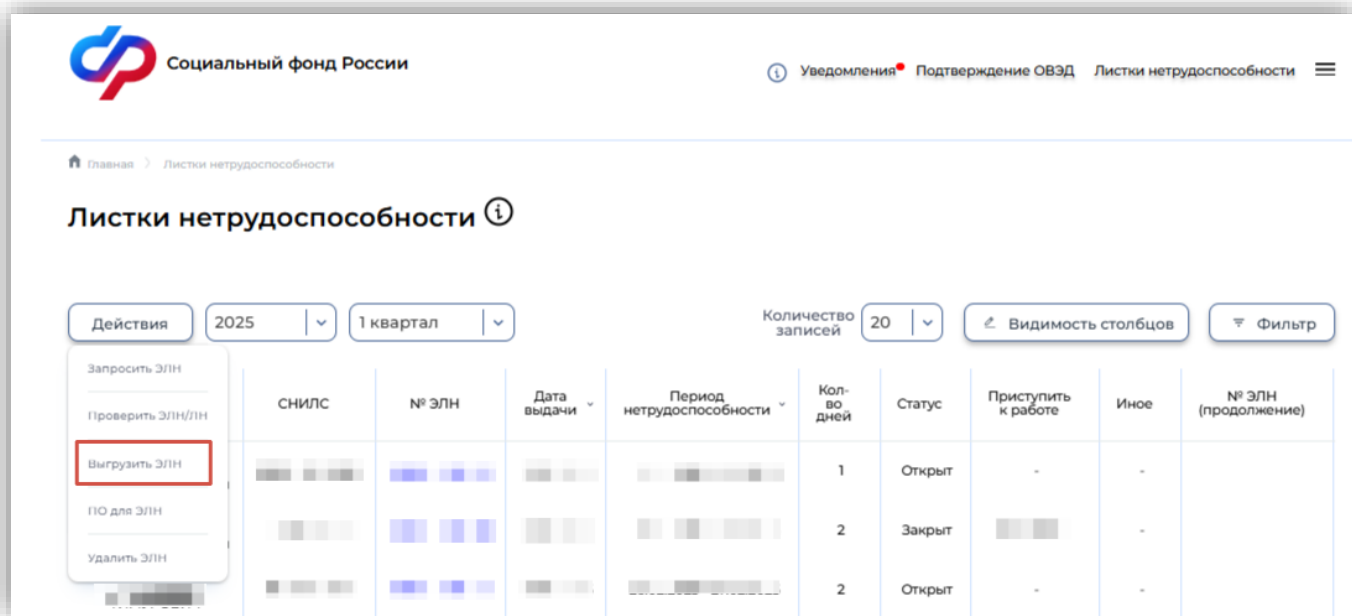 Социальный фонд России
Уведомления Подтверждение ОВЭД Листки нетрудоспособности
Главная > Листки нетрудоспособности
Листки нетрудоспособности
Действия 2025 1 квартал Количество записей 20 Видимость столбцов Фильтр
Запросить ЭЛН
Проверить ЭЛН/ЛН
Выгрузить ЭЛН
ПО для ЭЛН
Удалить ЭЛН
СНИЛС № ЭЛН Дата выдачи Период нетрудоспособности Кол-во дней Статус Приступить к работе Иное № ЭЛН (продолжение)
1 Открыт - -
2 Закрыт -
2 Открыт - -